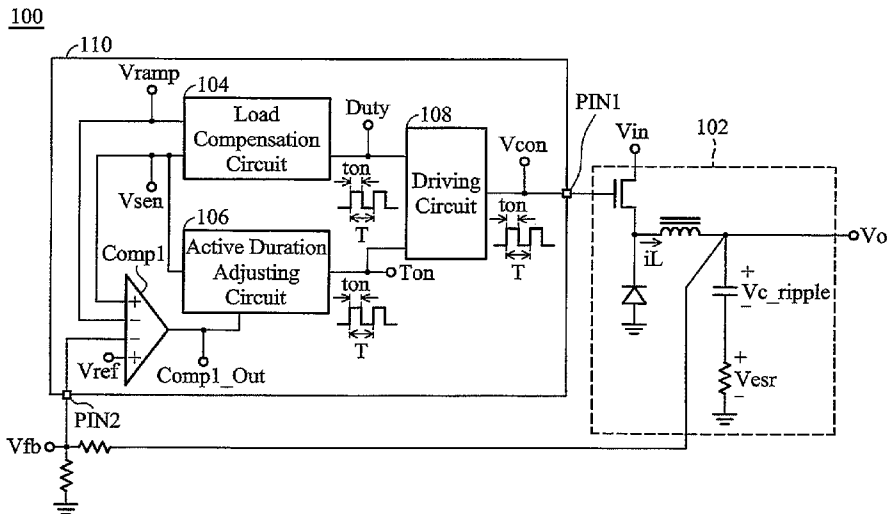 100
110
Vramp
104
Load
Compensation
Circuit
Duty
108
Driving
Circuit
Vcon
PIN1
Vin
102
ton
T
ton
T
Vsen
106
Active Duration
Adjusting
Circuit
Ton
ton
T
Comp1
+
−
−
+
Vref
Comp1_Out
PIN2
Vfb
iL
Vo
+
Vc_ripple
−
+
Vesr
−